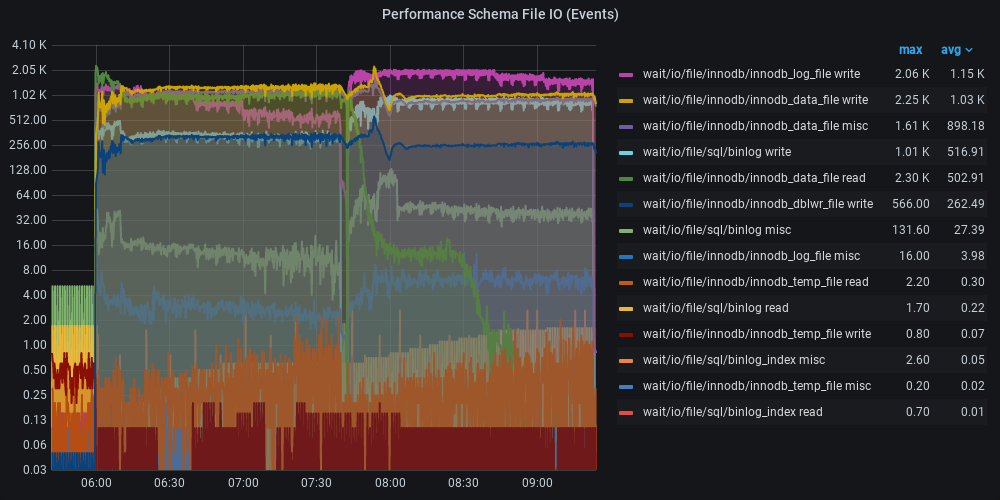 Performance Schema File IO (Events)
4.10 K
2.05 K
1.02 K
512.00
256.00
128.00
64.00
32.00
16.00
8.00
4.00
2.00
1.00
0.50
0.25
0.13
0.06
0.03
06:00 06:30 07:00 07:30 08:00 08:30 09:00
max avg
wait/io/file/innodb/innodb_log_file write 2.06 K 1.15 K
wait/io/file/innodb/innodb_data_file write 2.25 K 1.03 K
wait/io/file/innodb/innodb_data_file misc 1.61 K 898.18
wait/io/file/sql/binlog write 1.01 K 516.91
wait/io/file/innodb/innodb_data_file read 2.30 K 502.91
wait/io/file/innodb/innodb_dblwr_file write 566.00 262.49
wait/io/file/sql/binlog misc 131.60 27.39
wait/io/file/innodb/innodb_log_file misc 16.00 3.98
wait/io/file/innodb/innodb_temp_file read 2.20 0.30
wait/io/file/sql/binlog read 1.70 0.22
wait/io/file/innodb/innodb_temp_file write 0.80 0.07
wait/io/file/sql/binlog_index misc 2.60 0.05
wait/io/file/innodb/innodb_temp_file misc 0.20 0.02
wait/io/file/sql/binlog_index read 0.70 0.01